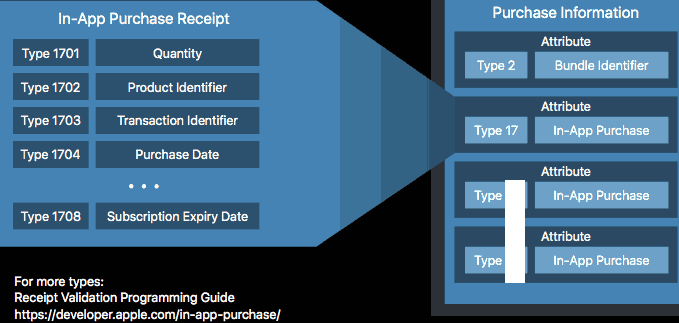 In-App Purchase Receipt
Type 1701 Quantity
Type 1702 Product Identifier
Type 1703 Transaction Identifier
Type 1704 Purchase Date
• • •
Type 1708 Subscription Expiry Date
For more types:
Receipt Validation Programming Guide
https://developer.apple.com/in-app-purchase/
Purchase Information
Attribute
Type 2 Bundle Identifier
Attribute
Type 17 In-App Purchase
Attribute
Type In-App Purchase
Attribute
Type In-App Purchase